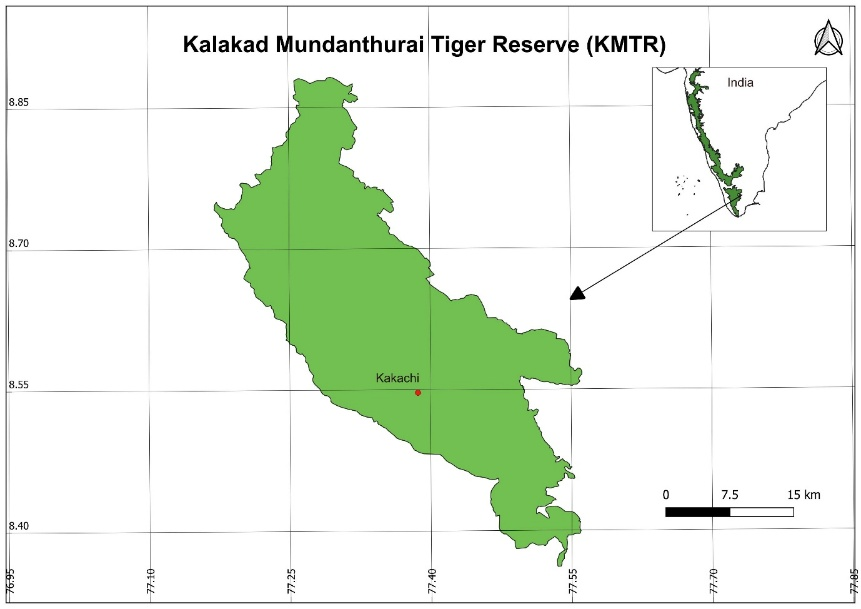 Kalakad Mundanthurai Tiger Reserve (KMTR)
India
8.85
8.70
Kakachi
8.55
0 7.5 15 km
8.40
76.95 77.10 77.25 77.40 77.55 77.70 77.85